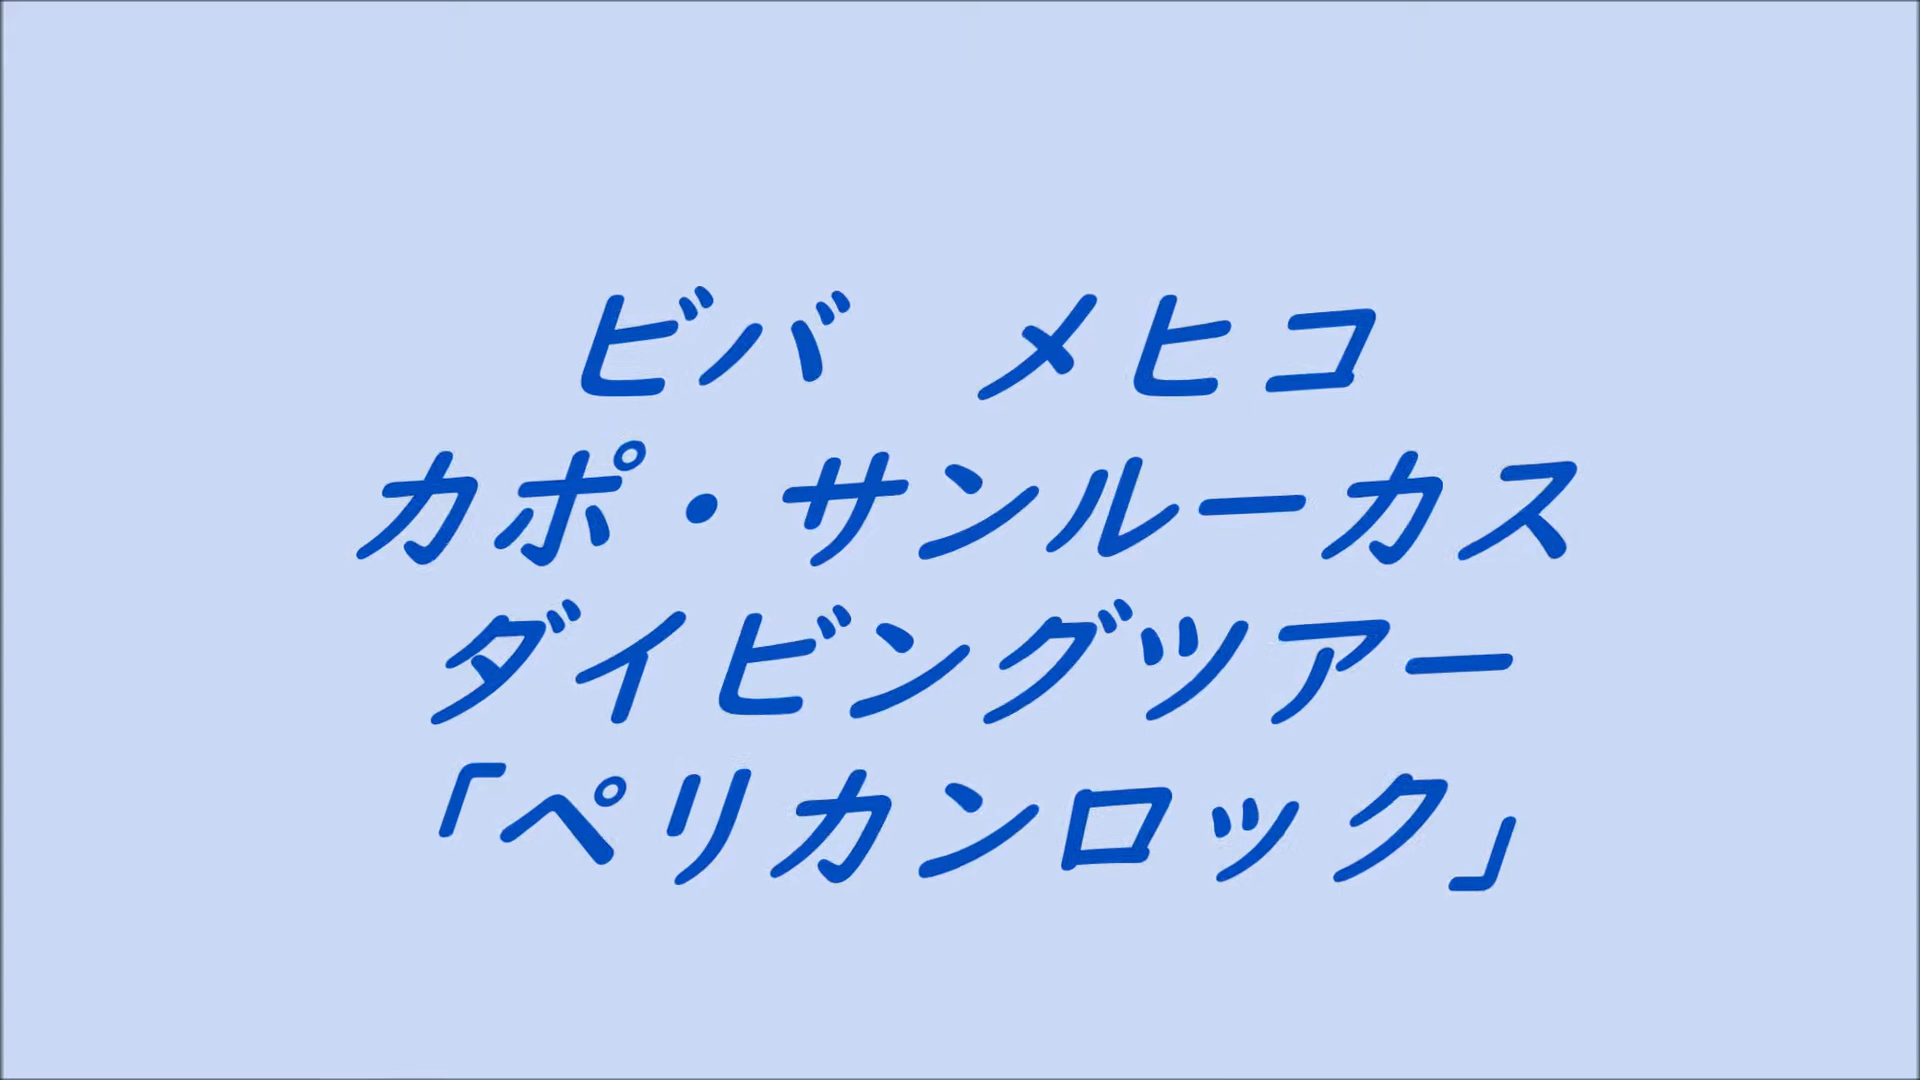 ビバ　メヒコ
カポ・サンルーカス
ダイビングツアー
「ペリカンロック」